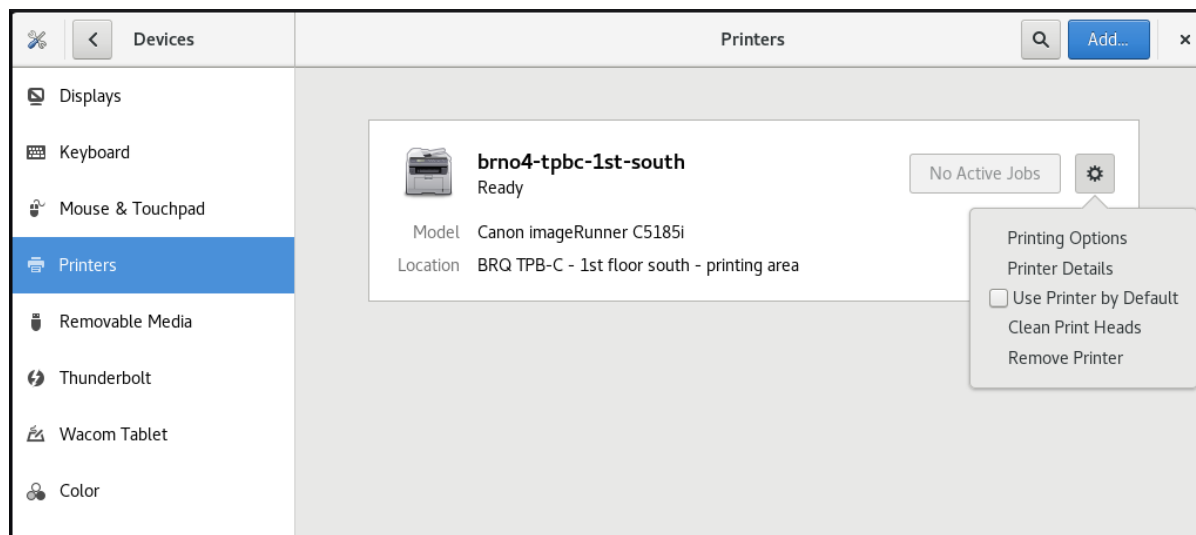 Devices
Printers
Add...
Displays
Keyboard
Mouse & Touchpad
Printers
Removable Media
Thunderbolt
Wacom Tablet
Color
brno4-tpbc-1st-south
Ready
No Active Jobs
Model Canon imageRunner C5185i
Location BRQ TPB-C - 1st floor south - printing area
Printing Options
Printer Details
Use Printer by Default
Clean Print Heads
Remove Printer